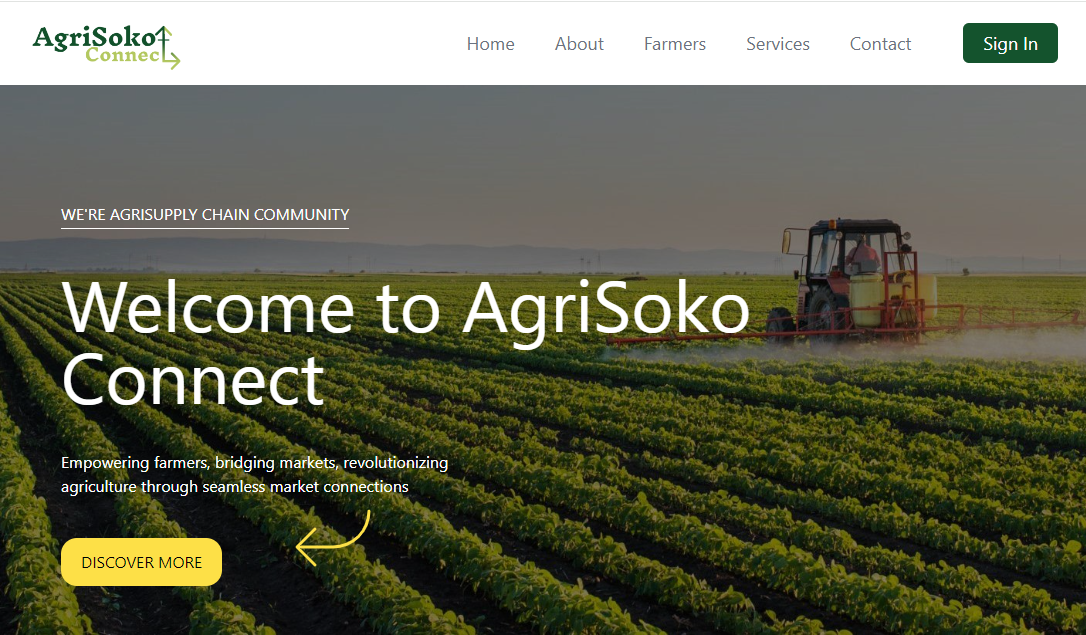 AgriSoko
Connect
Home About Farmers Services Contact Sign In
WE'RE AGRISUPPLY CHAIN COMMUNITY
Welcome to AgriSoko
Connect
Empowering farmers, bridging markets, revolutionizing
agriculture through seamless market connections
DISCOVER MORE